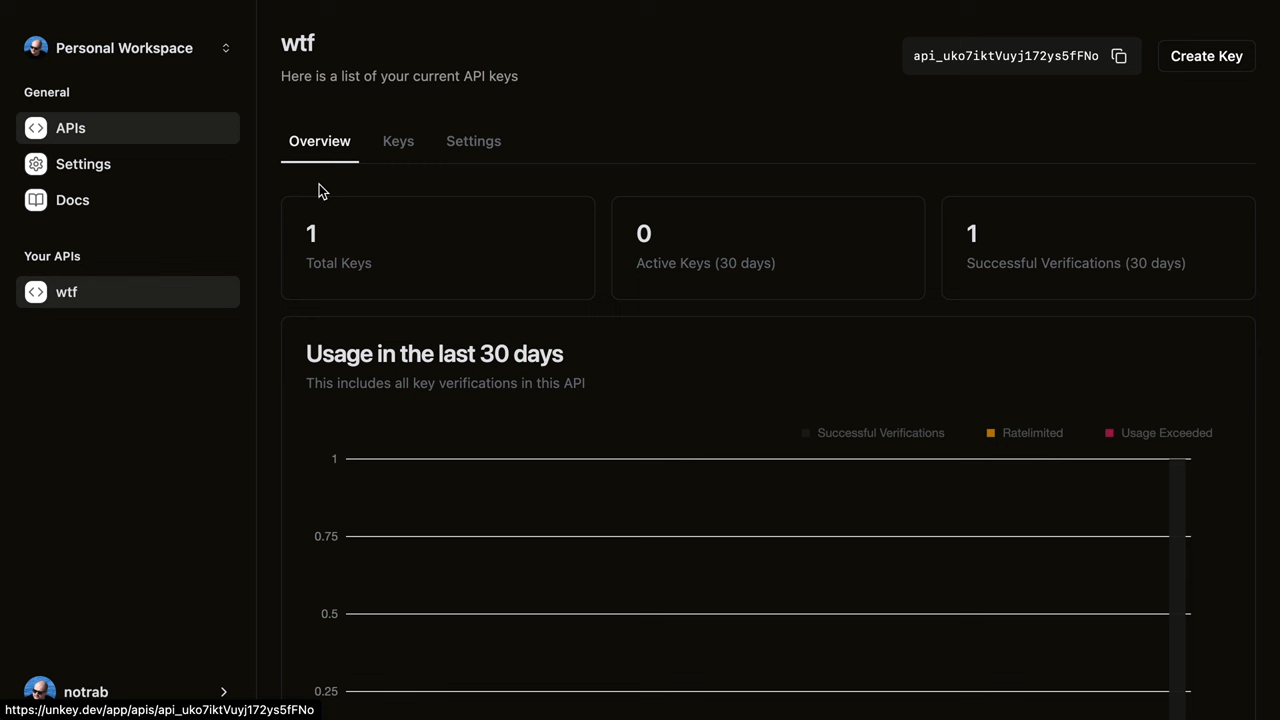 Personal Workspace
General
APIs
Settings
Docs
Your APIs
wtf
notrab
https://unkey.dev/app/apis/api_uko7iktVuyj172ys5fFNo
wtf
Here is a list of your current API keys
api_uko7iktVuyj172ys5fFNo
Create Key
Overview Keys Settings
1
Total Keys
0
Active Keys (30 days)
1
Successful Verifications (30 days)
Usage in the last 30 days
This includes all key verifications in this API
Successful Verifications Ratelimited Usage Exceeded
1
0.75
0.5
0.25